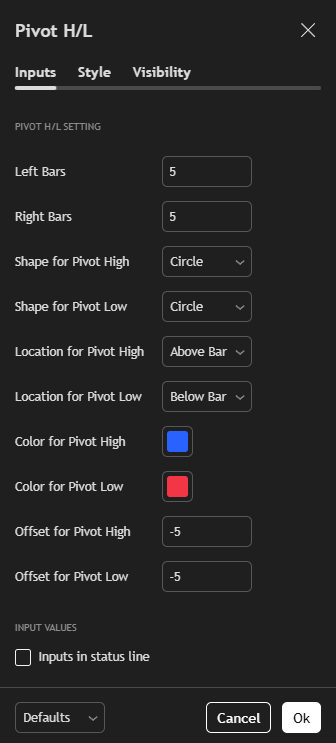 Pivot H/L
Inputs Style Visibility
PIVOT H/L SETTING
Left Bars 5
Right Bars 5
Shape for Pivot High Circle
Shape for Pivot Low Circle
Location for Pivot High Above Bar
Location for Pivot Low Below Bar
Color for Pivot High
Color for Pivot Low
Offset for Pivot High -5
Offset for Pivot Low -5
INPUT VALUES
Inputs in status line
Defaults Cancel Ok